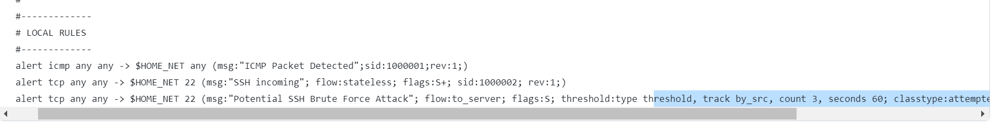 #
#-------------
# LOCAL RULES
#-------------
alert icmp any any -> $HOME_NET any (msg:"ICMP Packet Detected";sid:1000001;rev:1;)
alert tcp any any -> $HOME_NET 22 (msg:"SSH incoming"; flow:stateless; flags:S+; sid:1000002; rev:1;)
alert tcp any any -> $HOME_NET 22 (msg:"Potential SSH Brute Force Attack"; flow:to_server; flags:S; threshold:type threshold, track by_src, count 3, seconds 60; classtype:attempte